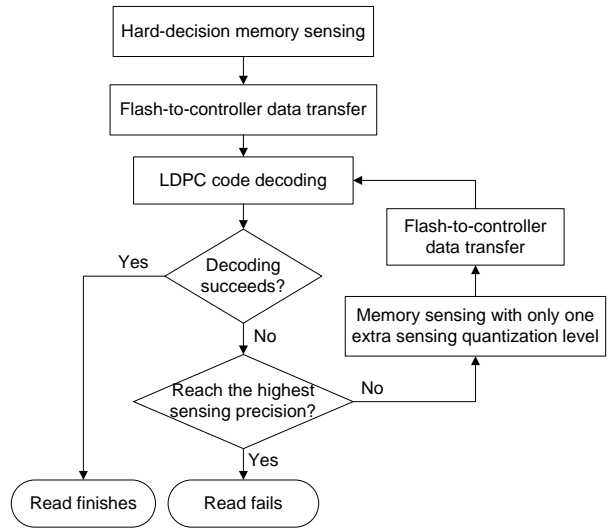 Hard-decision memory sensing
Flash-to-controller data transfer
LDPC code decoding
Flash-to-controller
data transfer
Yes
Decoding
succeeds?
Memory sensing with only one
extra sensing quantization level
No
Reach the highest
sensing precision?
No
Yes
Read finishes
Read fails